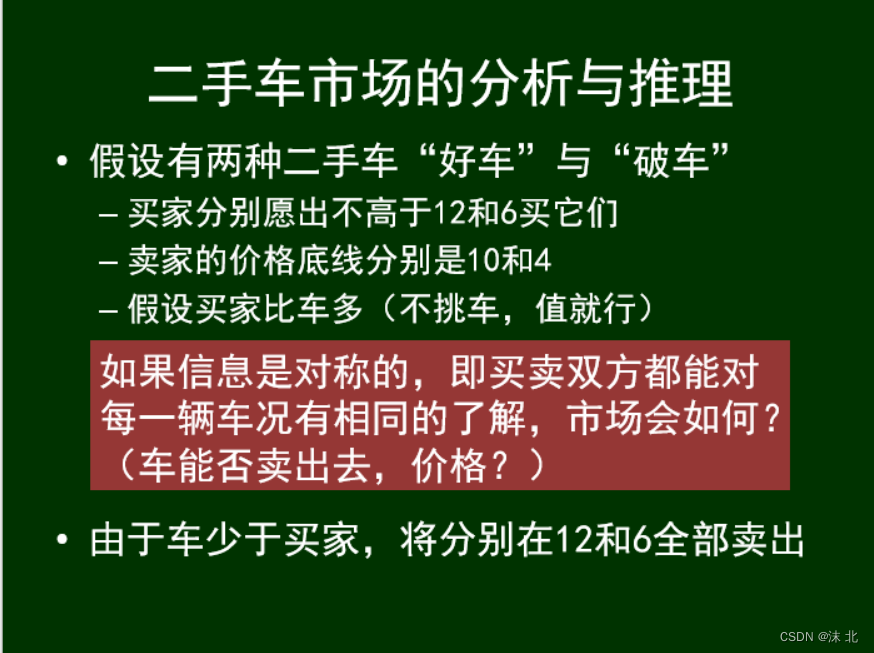 二手车市场的分析与推理
• 假设有两种二手车“好车”与“破车”
– 买家分别愿出不高于12和6买它们
– 卖家的价格底线分别是10和4
– 假设买家比车多（不挑车，值就行）
如果信息是对称的，即买卖双方都能对
每一辆车况有相同的了解，市场会如何？
（车能否卖出去，价格？）
• 由于车少于买家，将分别在12和6全部卖出
CSDN @沫 北